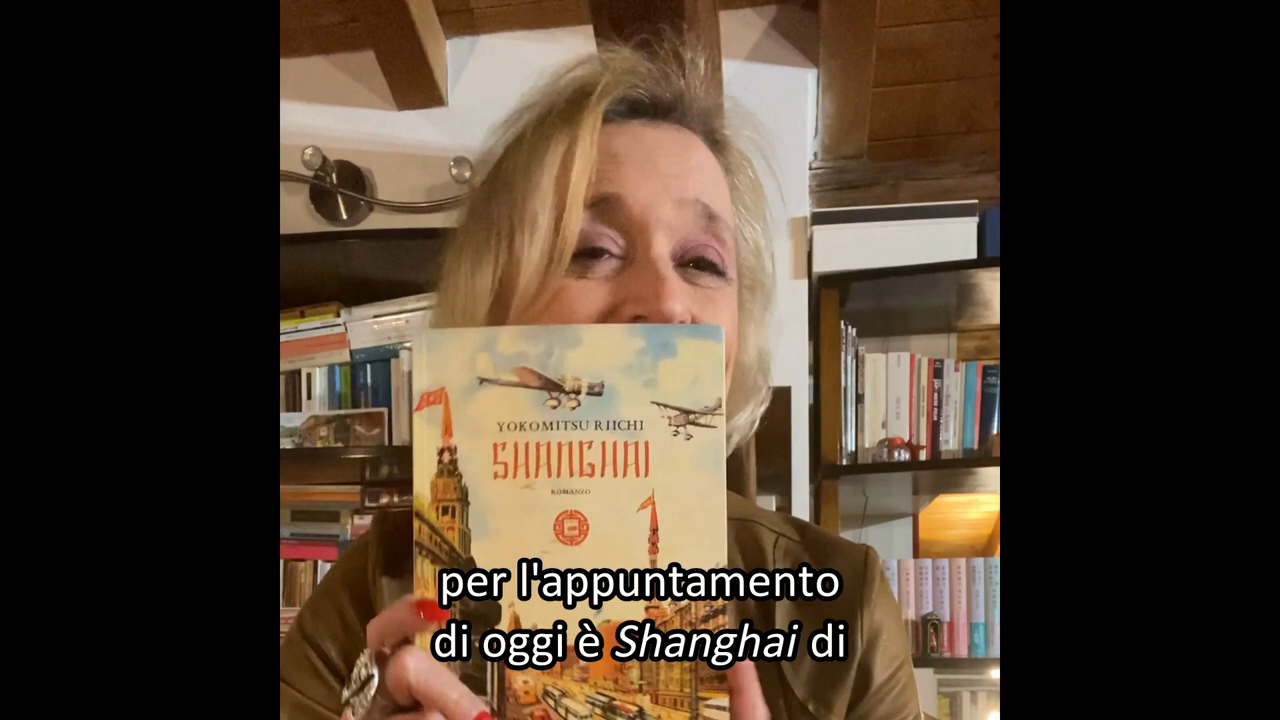 YOKOMITSU RIICHI
SHANGHAI
ROMANZO
per l'appuntamento
di oggi è Shanghai di